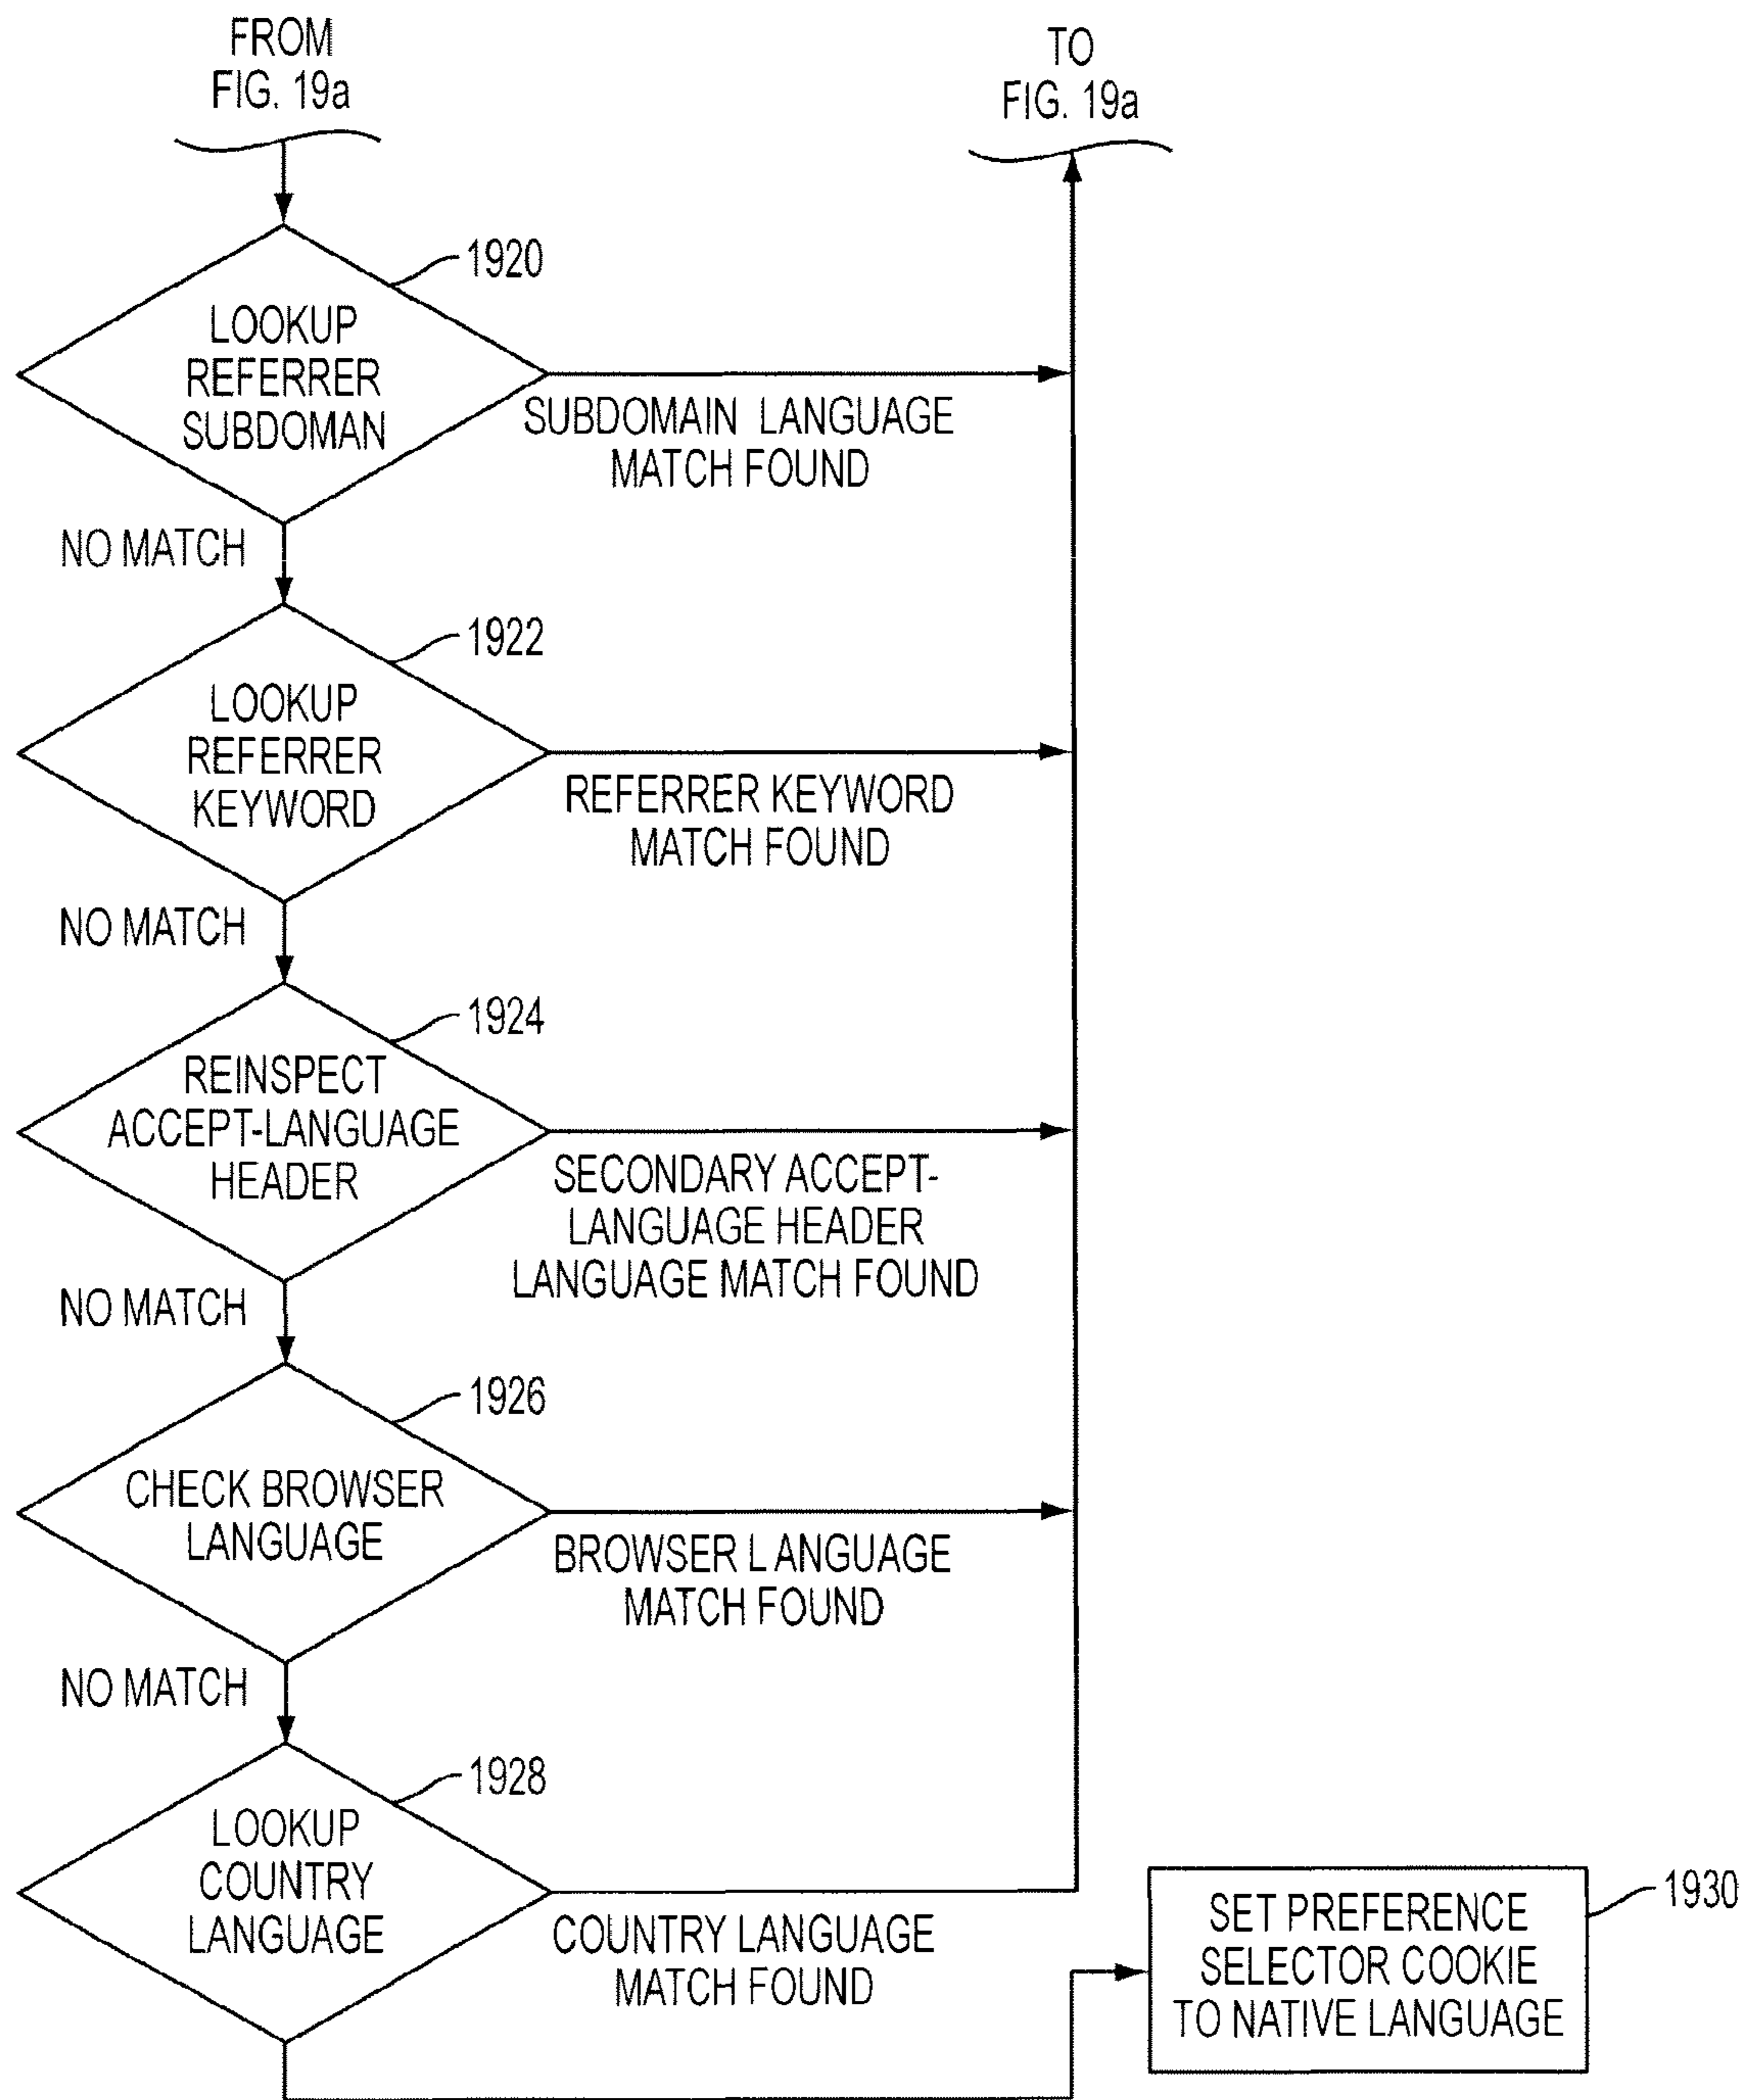 FROM
FIG. 19a
TO
FIG. 19a
1920
LOOKUP
REFERRER
SUBDOMAN
SUBDOMAIN LANGUAGE
MATCH FOUND
NO MATCH
1922
LOOKUP
REFERRER
KEYWORD
REFERRER KEYWORD
MATCH FOUND
NO MATCH
1924
REINSPECT
ACCEPT-LANGUAGE
HEADER
SECONDARY ACCEPT-
LANGUAGE HEADER
LANGUAGE MATCH FOUND
NO MATCH
1926
CHECK BROWSER
LANGUAGE
BROWSER LANGUAGE
MATCH FOUND
NO MATCH
1928
LOOKUP
COUNTRY
LANGUAGE
COUNTRY LANGUAGE
MATCH FOUND
1930
SET PREFERENCE
SELECTOR COOKIE
TO NATIVE LANGUAGE